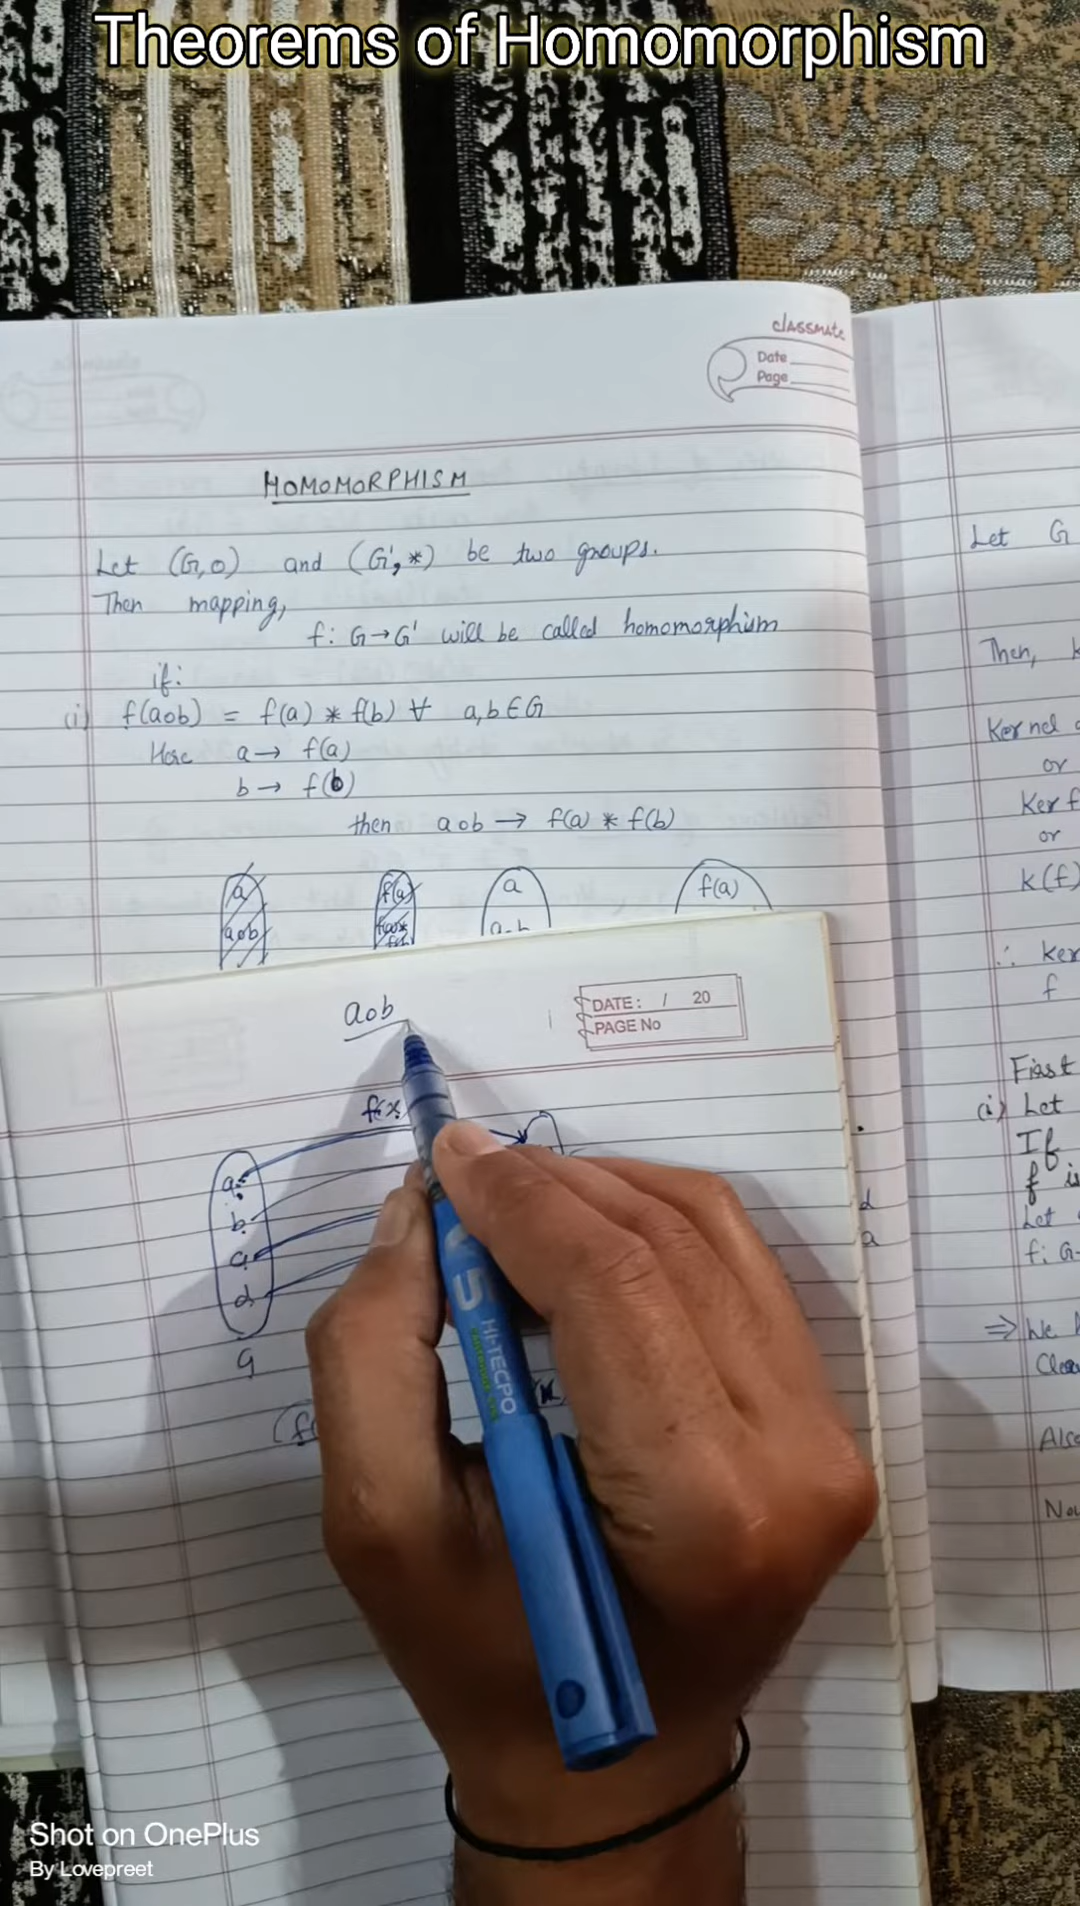 Theorems of Homomorphism
classmate
Date
Page
HOMOMORPHISM
Let (G,o) and (G',*) be two groups.
Then mapping,
f: G→G' will be called homomorphism
if:
(i) f(aob) = f(a) * f(b) ∀ a,b∈G
Here a→ f(a)
b→ f(b)
then aob → f(a) * f(b)
a f(a) a f(a)
aob
aob
DATE: / 20
PAGE No
f(x
a
b
c
d
G
HI-TECPO
Let G
Then,
Kernel
or
Ker f
or
k(f)
∴ Ker
f
First
(i) Let
If
f is
Let
f: G-
⇒ We
Clea
Also
Now
d
a
Shot on OnePlus
By Lovepreet